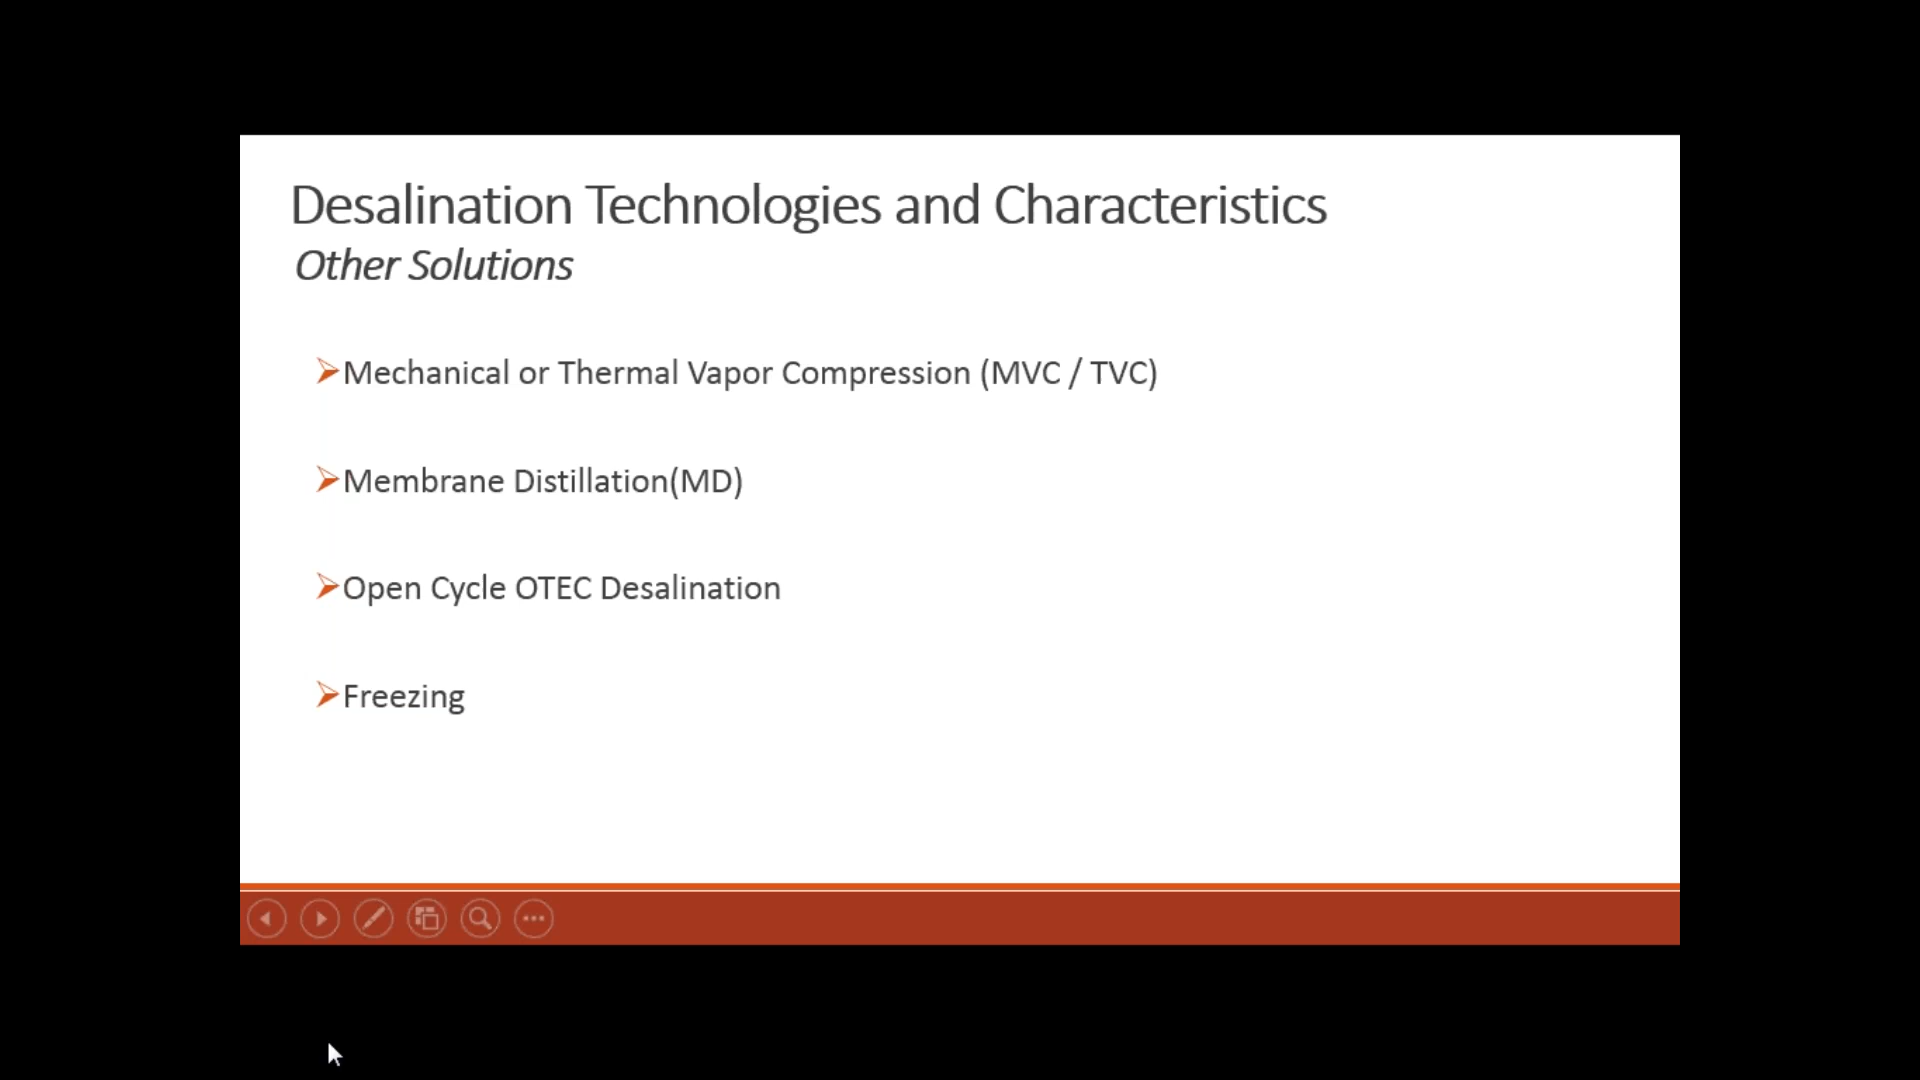 Desalination Technologies and Characteristics
Other Solutions
Mechanical or Thermal Vapor Compression (MVC / TVC)
Membrane Distillation(MD)
Open Cycle OTEC Desalination
Freezing